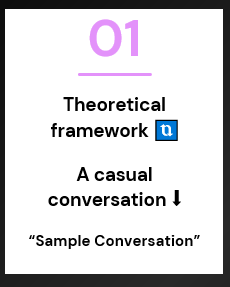 01
Theoretical
framework 🔃
A casual
conversation ⬇
“Sample Conversation”